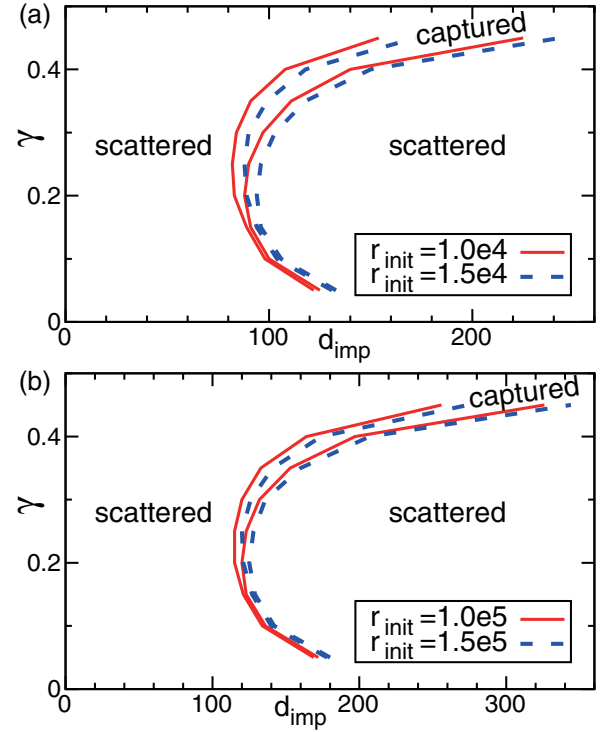 (a)
captured
0.4
scattered
scattered
γ
0.2
r init =1.0e4
r init =1.5e4
0
0
100
200
d imp
(b)
captured
0.4
scattered
scattered
γ
0.2
r init =1.0e5
r init =1.5e5
0
0
100
200
300
d imp